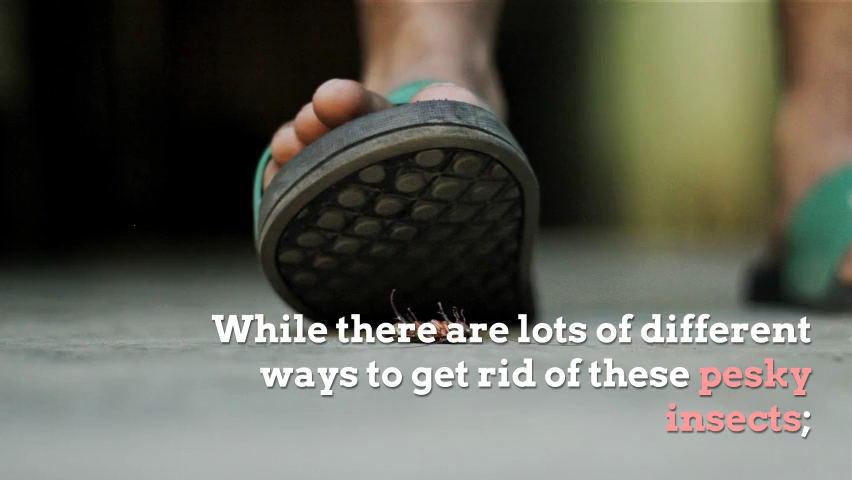 While there are lots of different
ways to get rid of these pesky
insects;